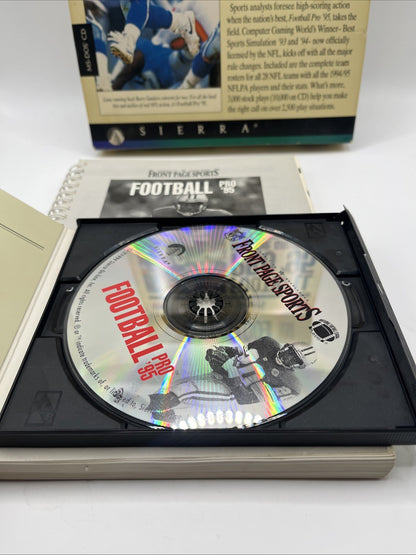 MS-DOS CD
Sports analysts foresee high-scoring action
when the nation's best, Football Pro '95, takes the
field. Computer Gaming World's Winner- Best
Sports Simulation '93 and '94- now officially
licensed by the NFL, kicks off with all the major
rule changes. Included are the complete team
rosters for all 28 NFL teams with all the 1994/95
NFLPA players and their stats. What's more,
3,000 stock plays (10,000 on CD) help you make
the right call on over 2,500 play situations.
SIERRA
FRONT PAGE SPORTS
FOOTBALL PRO '95
FRONT PAGE SPORTS
FOOTBALL
PRO
'95
SIERRA